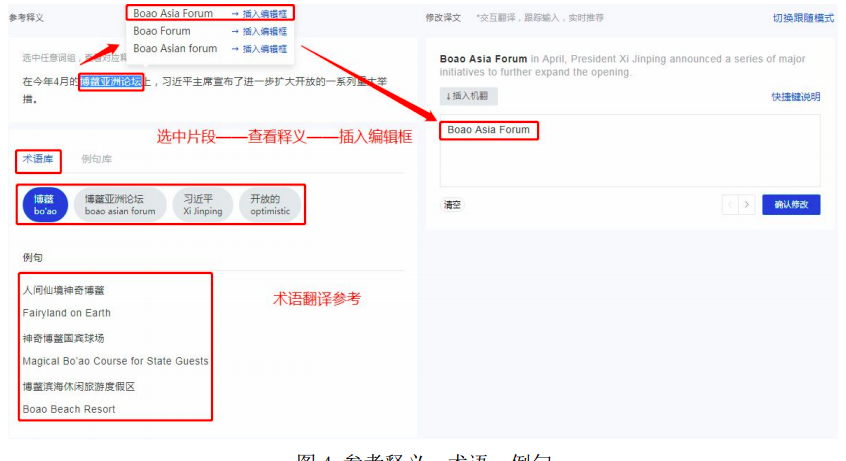 参考释义
Boao Asia Forum → 插入编辑框
Boao Forum → 插入编辑框
Boao Asian forum → 插入编辑框
选中任意词组，
在今年4月的博鳌亚洲论坛上，习近平主席宣布了进一步扩大开放的一系列重大举
措。
选中片段——查看释义——插入编辑框
术语库 例句库
博鳌 博鳌亚洲论坛 习近平 开放的
bo'ao boao asian forum Xi Jinping optimistic
例句
人间仙境神奇博鳌
Fairyland on Earth
神奇博鳌国宾球场
Magical Bo'ao Course for State Guests
博鳌滨海休闲旅游度假区
Boao Beach Resort
术语翻译参考
修改译文 *交互翻译，跟踪输入，实时推荐 切换跟随模式
Boao Asia Forum in April, President Xi Jinping announced a series of major
initiatives to further expand the opening.
↓插入机翻 快捷键说明
Boao Asia Forum
清空 < > 确认修改
图 4 参考释义、术语、例句